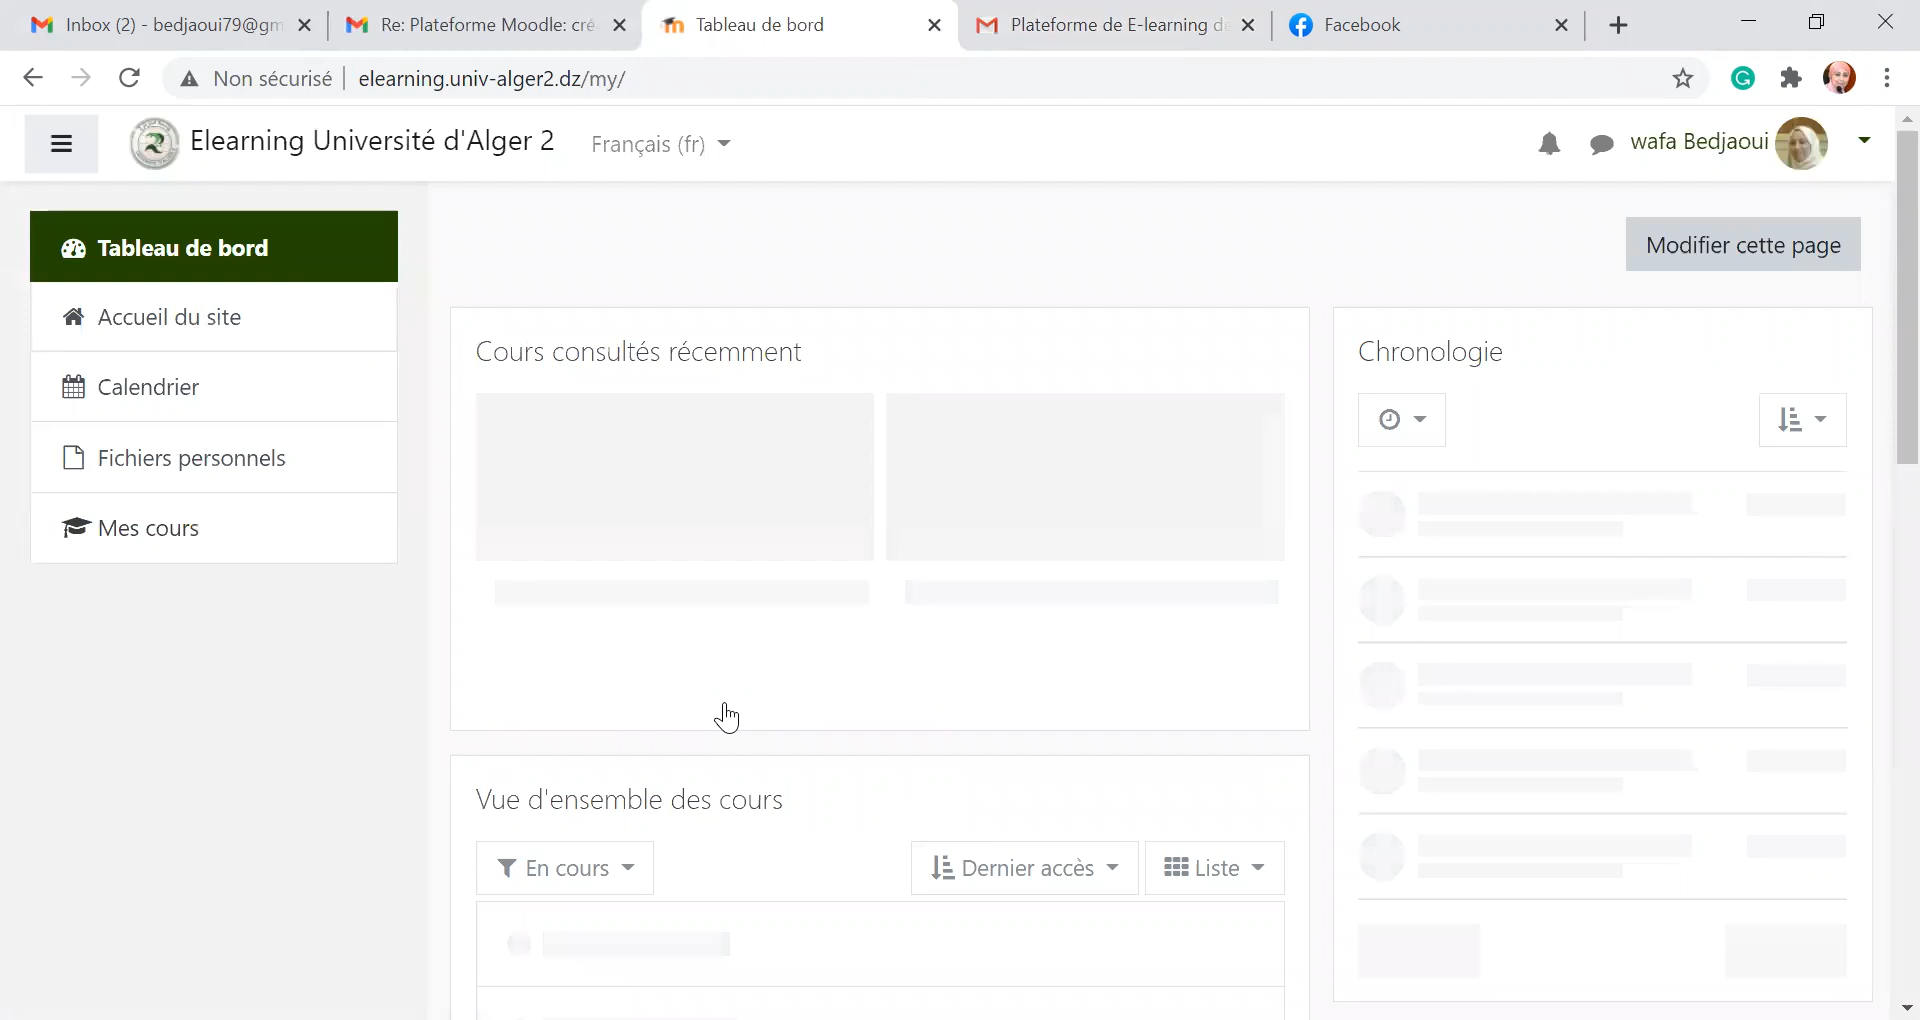 Inbox (2) - bedjaoui79@gm
Re: Plateforme Moodle: cré
Tableau de bord
Plateforme de E-learning de
Facebook
Non sécurisé
elearning.univ-alger2.dz/my/
Elearning Université d'Alger 2
Français (fr)
wafa Bedjaoui
Tableau de bord
Accueil du site
Calendrier
Fichiers personnels
Mes cours
Modifier cette page
Cours consultés récemment
Chronologie
Vue d'ensemble des cours
En cours
Dernier accès
Liste